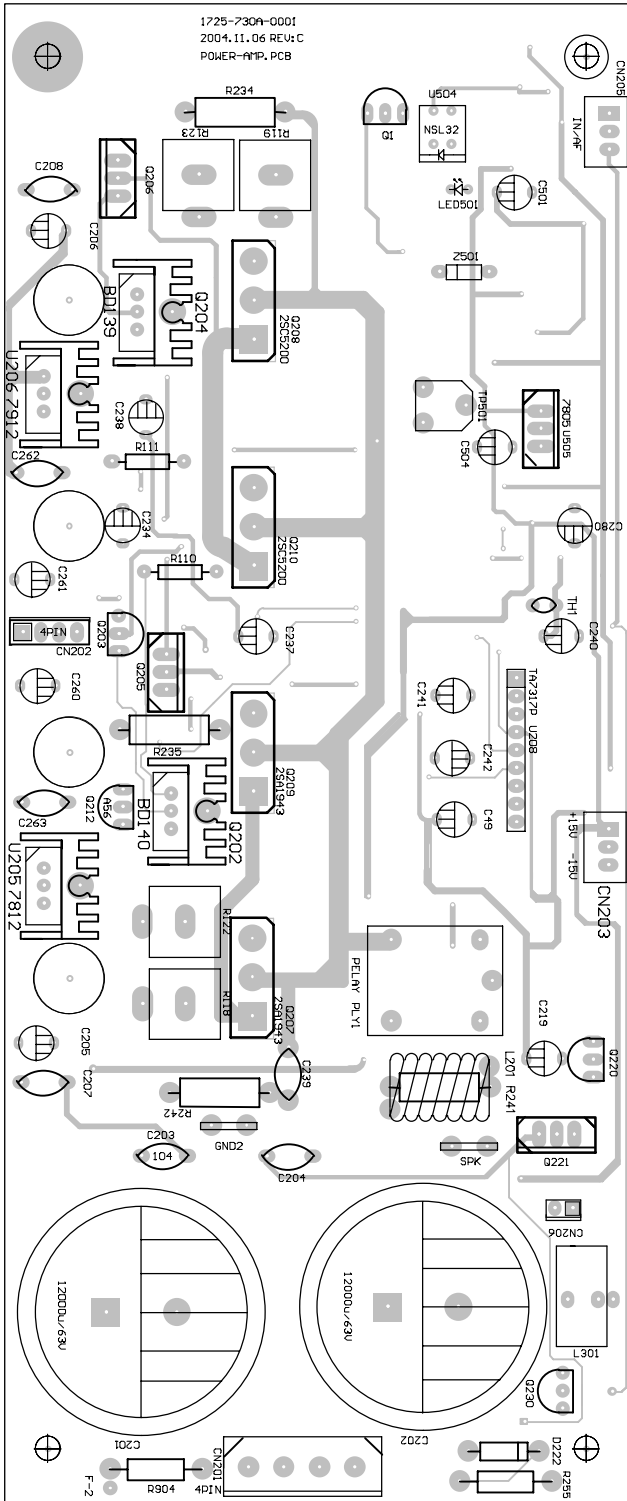 1725-730A-0001
2004.11.06 REV:C
POWER-AMP.PCB
CN205
IN/AF
R234
U504
NSL32
Q1
R123
R119
C208
Q206
LED501
C501
C206
Z501
BD139
Q204
Q208
2SC5200
U206 7912
C238
TP501
7805 U505
R111
C504
C262
C234
C280
Q210
2SC5200
R110
C261
4PIN
CN202
Q203
TH1
C237
C240
Q205
C260
C241
TA7317P U208
R235
C242
Q209
2SA1943
C263
Q212
A56
BD140
Q202
C49
+15V -15V
CN203
U205 7812
R122
PELAY PLY1
R118
Q207
2SA1943
C205
C219
Q220
C207
C239
L201 R241
R242
GND2
C203
104
C204
SPK
Q221
CN206
12000u/63V
12000u/63V
L301
Q230
C201
C202
CN201
4PIN
D222
R255
F-2
R904